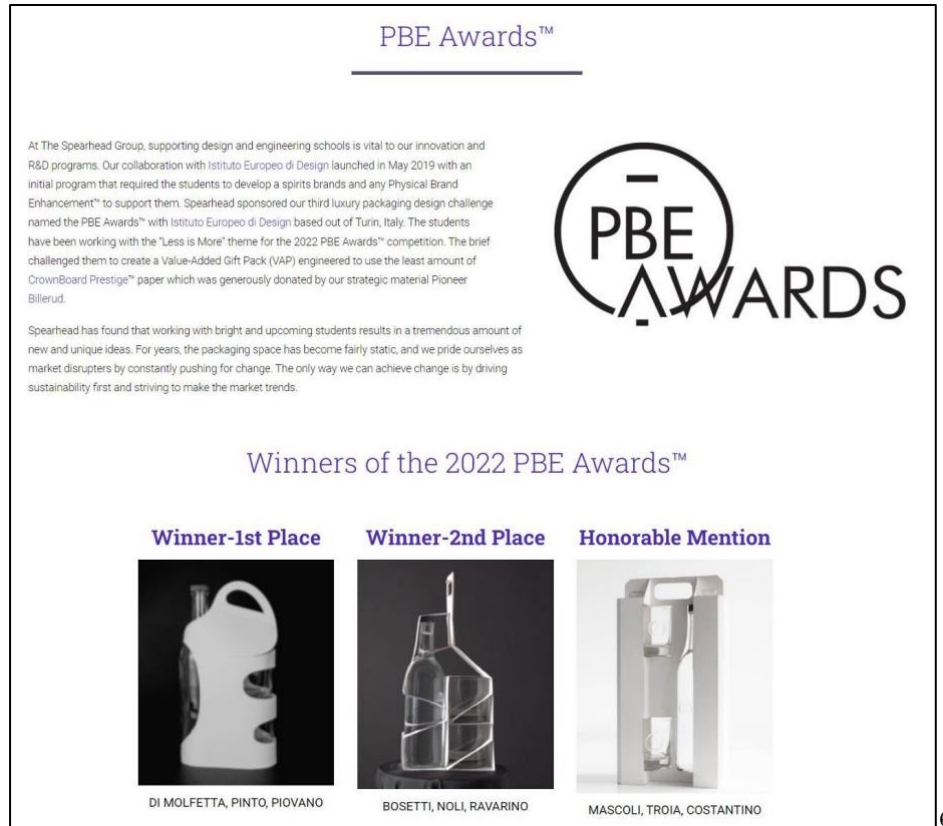 PBE Awards™
At The Spearhead Group, supporting design and engineering schools is vital to our innovation and
R&D programs. Our collaboration with Istituto Europeo di Design launched in May 2019 with an
initial program that required the students to develop a spirits brands and any Physical Brand
Enhancement™ to support them. Spearhead sponsored our third luxury packaging design challenge
named the PBE Awards™ with Istituto Europeo di Design based out of Turin, Italy. The students
have been working with the "Less is More" theme for the 2022 PBE Awards™ competition. The brief
challenged them to create a Value-Added Gift Pack (VAP) engineered to use the least amount of
CrownBoard Prestige™ paper which was generously donated by our strategic material Pioneer
Billerud.
Spearhead has found that working with bright and upcoming students results in a tremendous amount of
new and unique ideas. For years, the packaging space has become fairly static, and we pride ourselves as
market disrupters by constantly pushing for change. The only way we can achieve change is by driving
sustainability first and striving to make the market trends.
PBE
AWARDS
Winners of the 2022 PBE Awards™
Winner-1st Place
Winner-2nd Place
Honorable Mention
DI MOLFETTA, PINTO, PIOVANO
BOSETTI, NOLI, RAVARINO
MASCOLI, TROIA, COSTANTINO
e